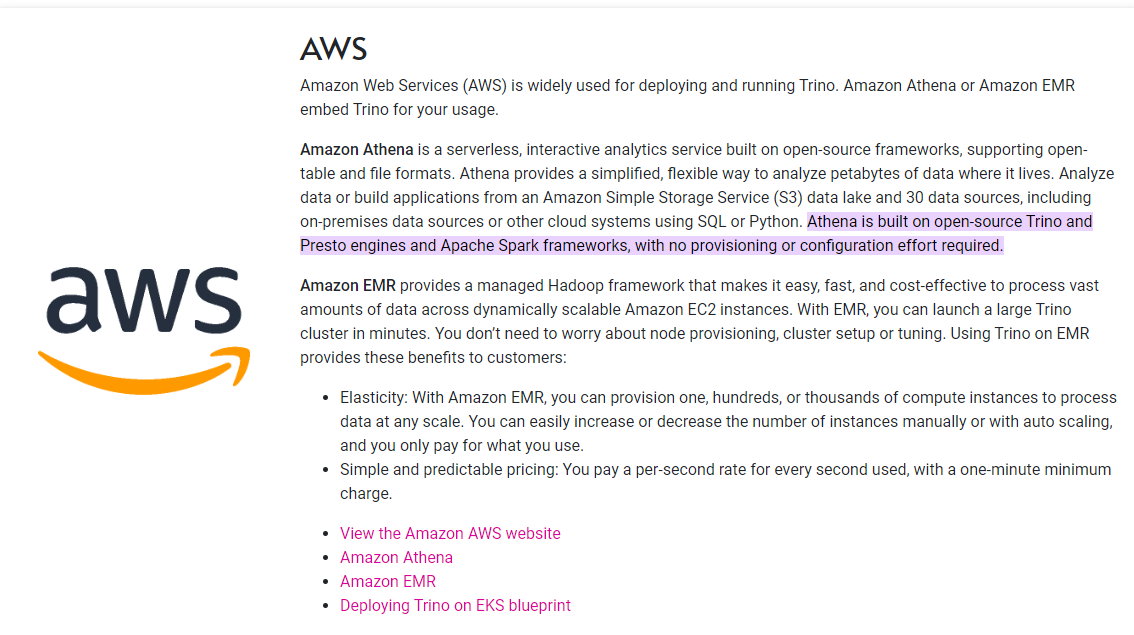 AWS
Amazon Web Services (AWS) is widely used for deploying and running Trino. Amazon Athena or Amazon EMR
embed Trino for your usage.
Amazon Athena is a serverless, interactive analytics service built on open-source frameworks, supporting open-
table and file formats. Athena provides a simplified, flexible way to analyze petabytes of data where it lives. Analyze
data or build applications from an Amazon Simple Storage Service (S3) data lake and 30 data sources, including
on-premises data sources or other cloud systems using SQL or Python. Athena is built on open-source Trino and
Presto engines and Apache Spark frameworks, with no provisioning or configuration effort required.
aws
Amazon EMR provides a managed Hadoop framework that makes it easy, fast, and cost-effective to process vast
amounts of data across dynamically scalable Amazon EC2 instances. With EMR, you can launch a large Trino
cluster in minutes. You don’t need to worry about node provisioning, cluster setup or tuning. Using Trino on EMR
provides these benefits to customers:
• Elasticity: With Amazon EMR, you can provision one, hundreds, or thousands of compute instances to process
data at any scale. You can easily increase or decrease the number of instances manually or with auto scaling,
and you only pay for what you use.
• Simple and predictable pricing: You pay a per-second rate for every second used, with a one-minute minimum
charge.
• View the Amazon AWS website
• Amazon Athena
• Amazon EMR
• Deploying Trino on EKS blueprint